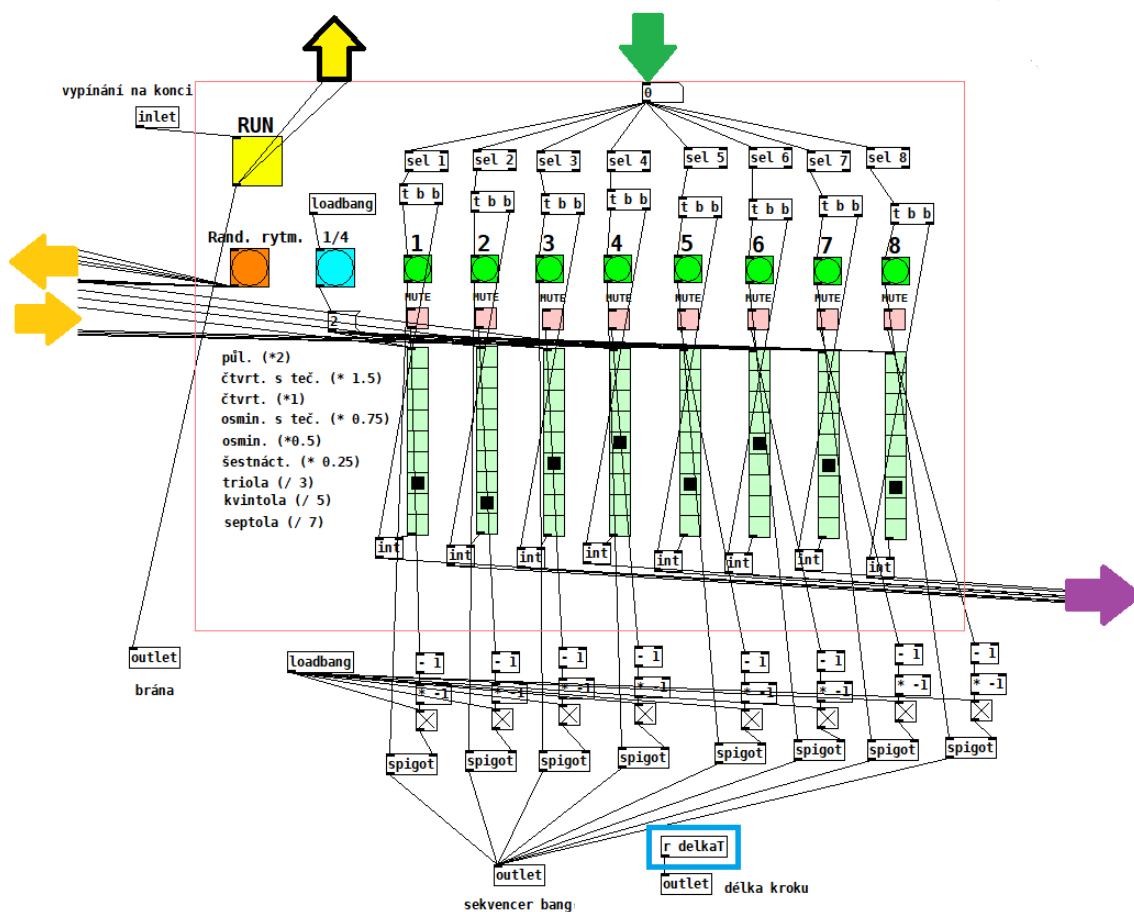 vypínání na konci
inlet
0
RUN
sel 1 sel 2 sel 3 sel 4 sel 5 sel 6 sel 7 sel 8
t b b t b b t b b t b b t b b t b b t b b t b b
loadbang
Rand. rytm. 1/4 1 2 3 4 5 6 7 8
MUTE MUTE MUTE MUTE MUTE MUTE MUTE MUTE
2
půl. (*2)
čtvrt. s teč. (* 1.5)
čtvrt. (*1)
osmin. s teč. (* 0.75)
osmin. (*0.5)
šestnáct. (* 0.25)
triola (/ 3)
kvintola (/ 5)
septola (/ 7)
int int int int int int int int
outlet
brána
loadbang
- 1 - 1 - 1 - 1 - 1 - 1 - 1 - 1
* -1 * -1 * -1 * -1 * -1 * -1 * -1 * -1
spigot spigot spigot spigot spigot spigot spigot spigot
r delkaT
outlet
sekvencer bang
outlet
délka kroku